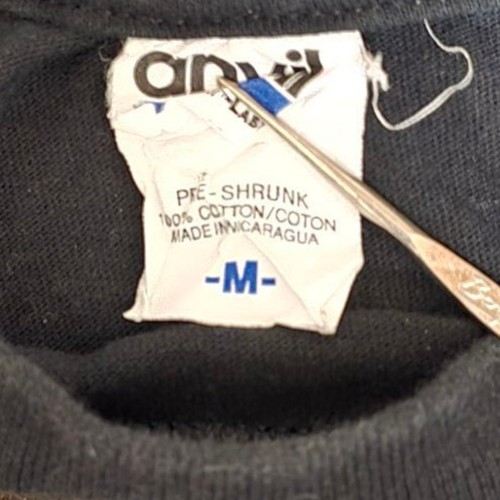 anvil
PRE-SHRUNK
100% COTTON/COTON
MADE IN NICARAGUA
-M-